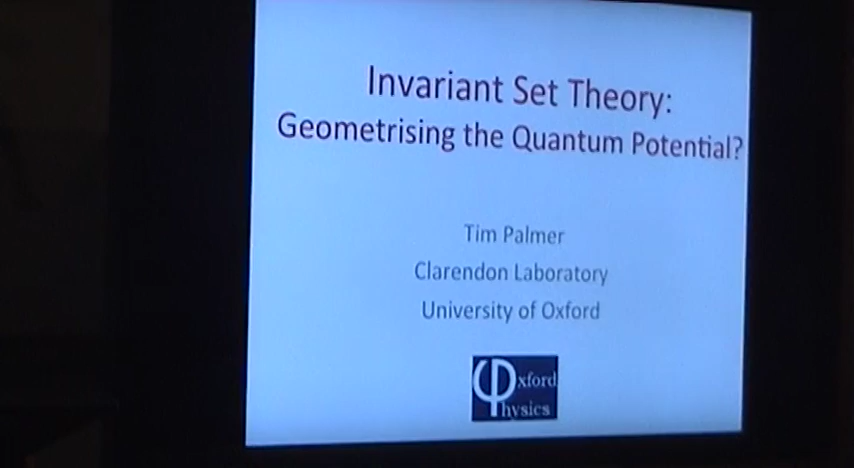 Invariant Set Theory:
Geometrising the Quantum Potential?
Tim Palmer
Clarendon Laboratory
University of Oxford
Oxford
Physics